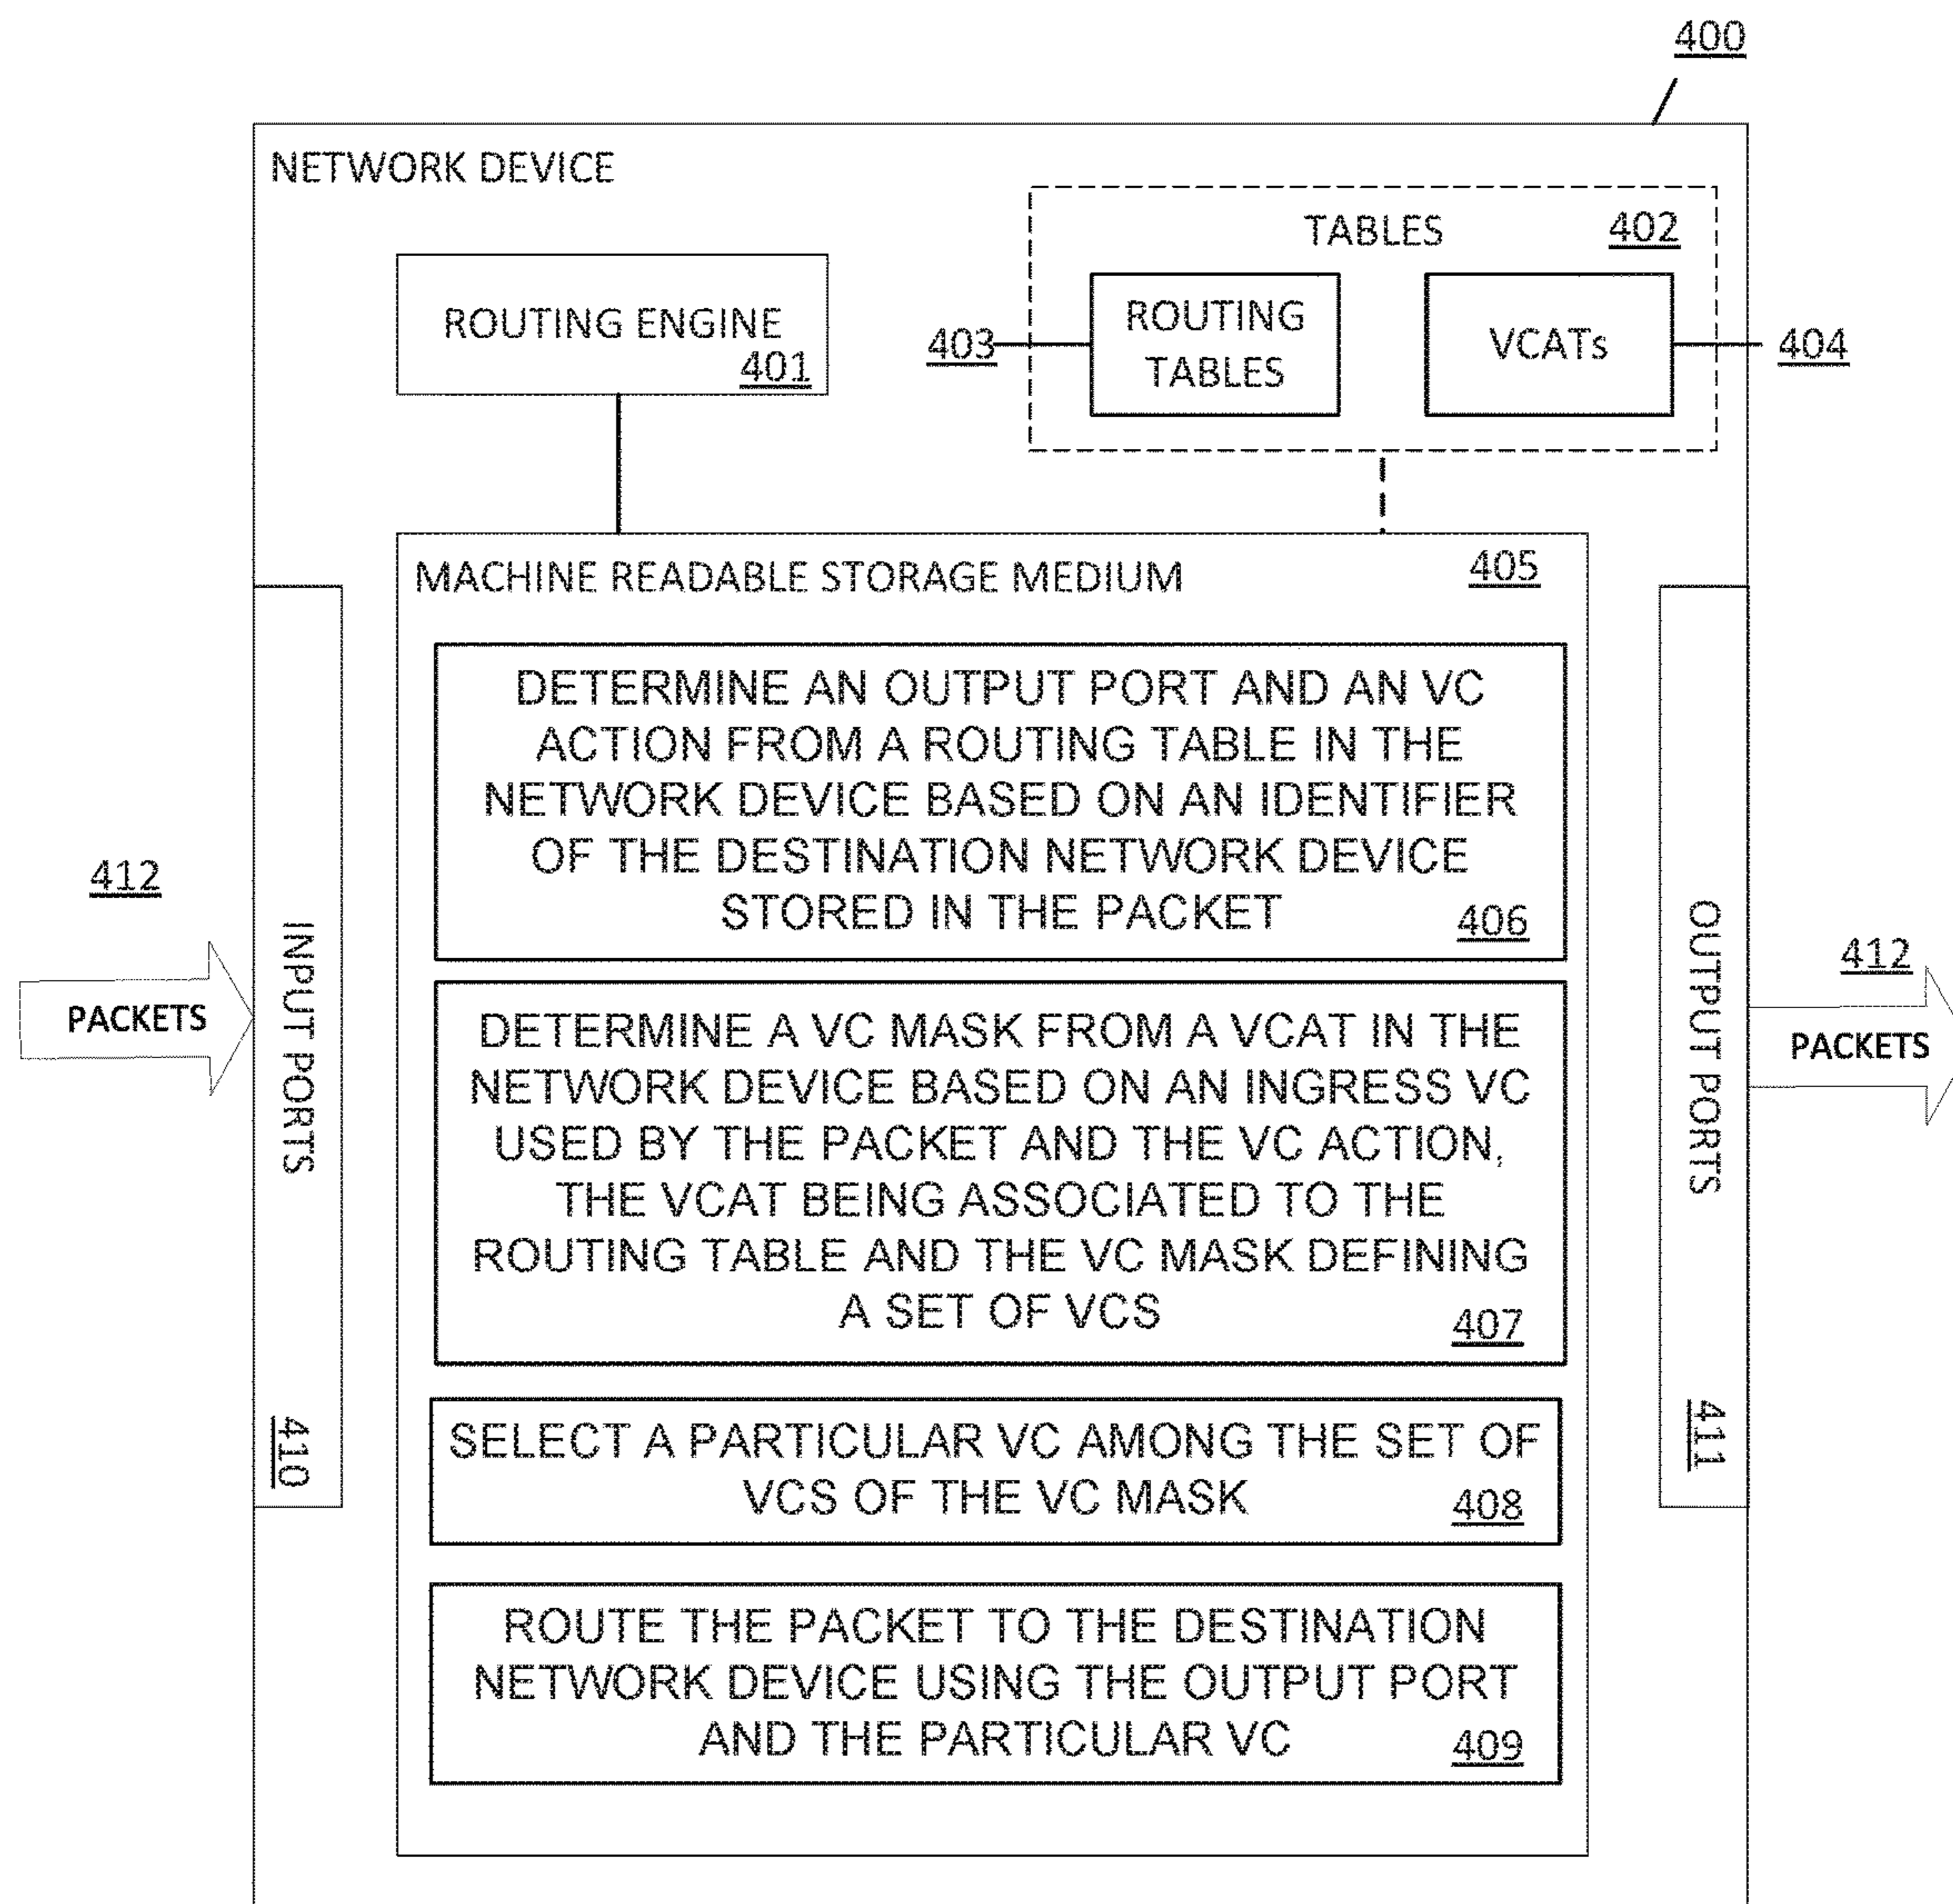 400
NETWORK DEVICE
TABLES
402
ROUTING ENGINE
401
403
ROUTING
TABLES
VCATs
404
MACHINE READABLE STORAGE MEDIUM
405
DETERMINE AN OUTPUT PORT AND AN VC
ACTION FROM A ROUTING TABLE IN THE
NETWORK DEVICE BASED ON AN IDENTIFIER
OF THE DESTINATION NETWORK DEVICE
STORED IN THE PACKET
406
412
PACKETS
INPUT PORTS
410
DETERMINE A VC MASK FROM A VCAT IN THE
NETWORK DEVICE BASED ON AN INGRESS VC
USED BY THE PACKET AND THE VC ACTION,
THE VCAT BEING ASSOCIATED TO THE
ROUTING TABLE AND THE VC MASK DEFINING
A SET OF VCS
407
OUTPUT PORTS
411
412
PACKETS
SELECT A PARTICULAR VC AMONG THE SET OF
VCS OF THE VC MASK
408
ROUTE THE PACKET TO THE DESTINATION
NETWORK DEVICE USING THE OUTPUT PORT
AND THE PARTICULAR VC
409